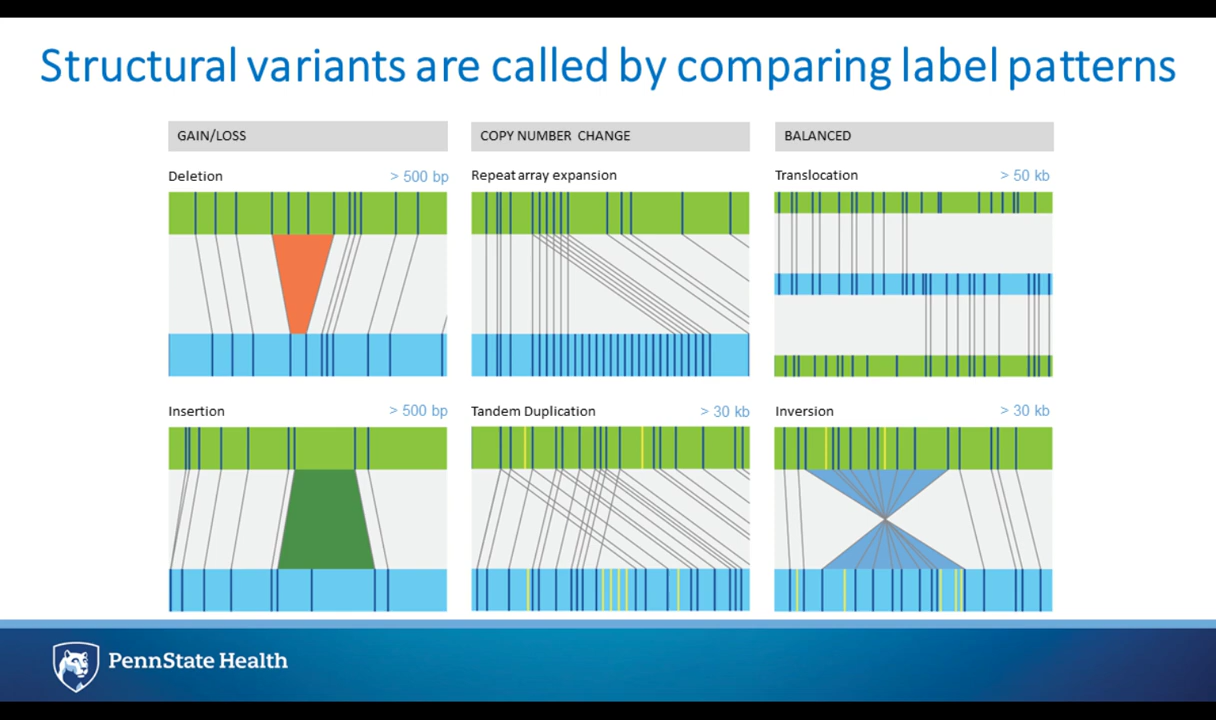 Structural variants are called by comparing label patterns
GAIN/LOSS
COPY NUMBER CHANGE
BALANCED
Deletion > 500 bp
Repeat array expansion
Translocation > 50 kb
Insertion > 500 bp
Tandem Duplication > 30 kb
Inversion > 30 kb
PennState Health